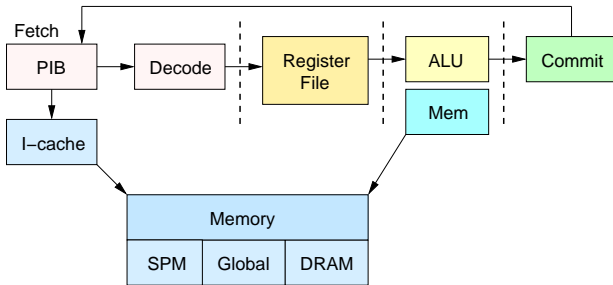 Fetch
PIB
Decode
Register
File
ALU
Commit
Mem
I−cache
Memory
SPM
Global
DRAM